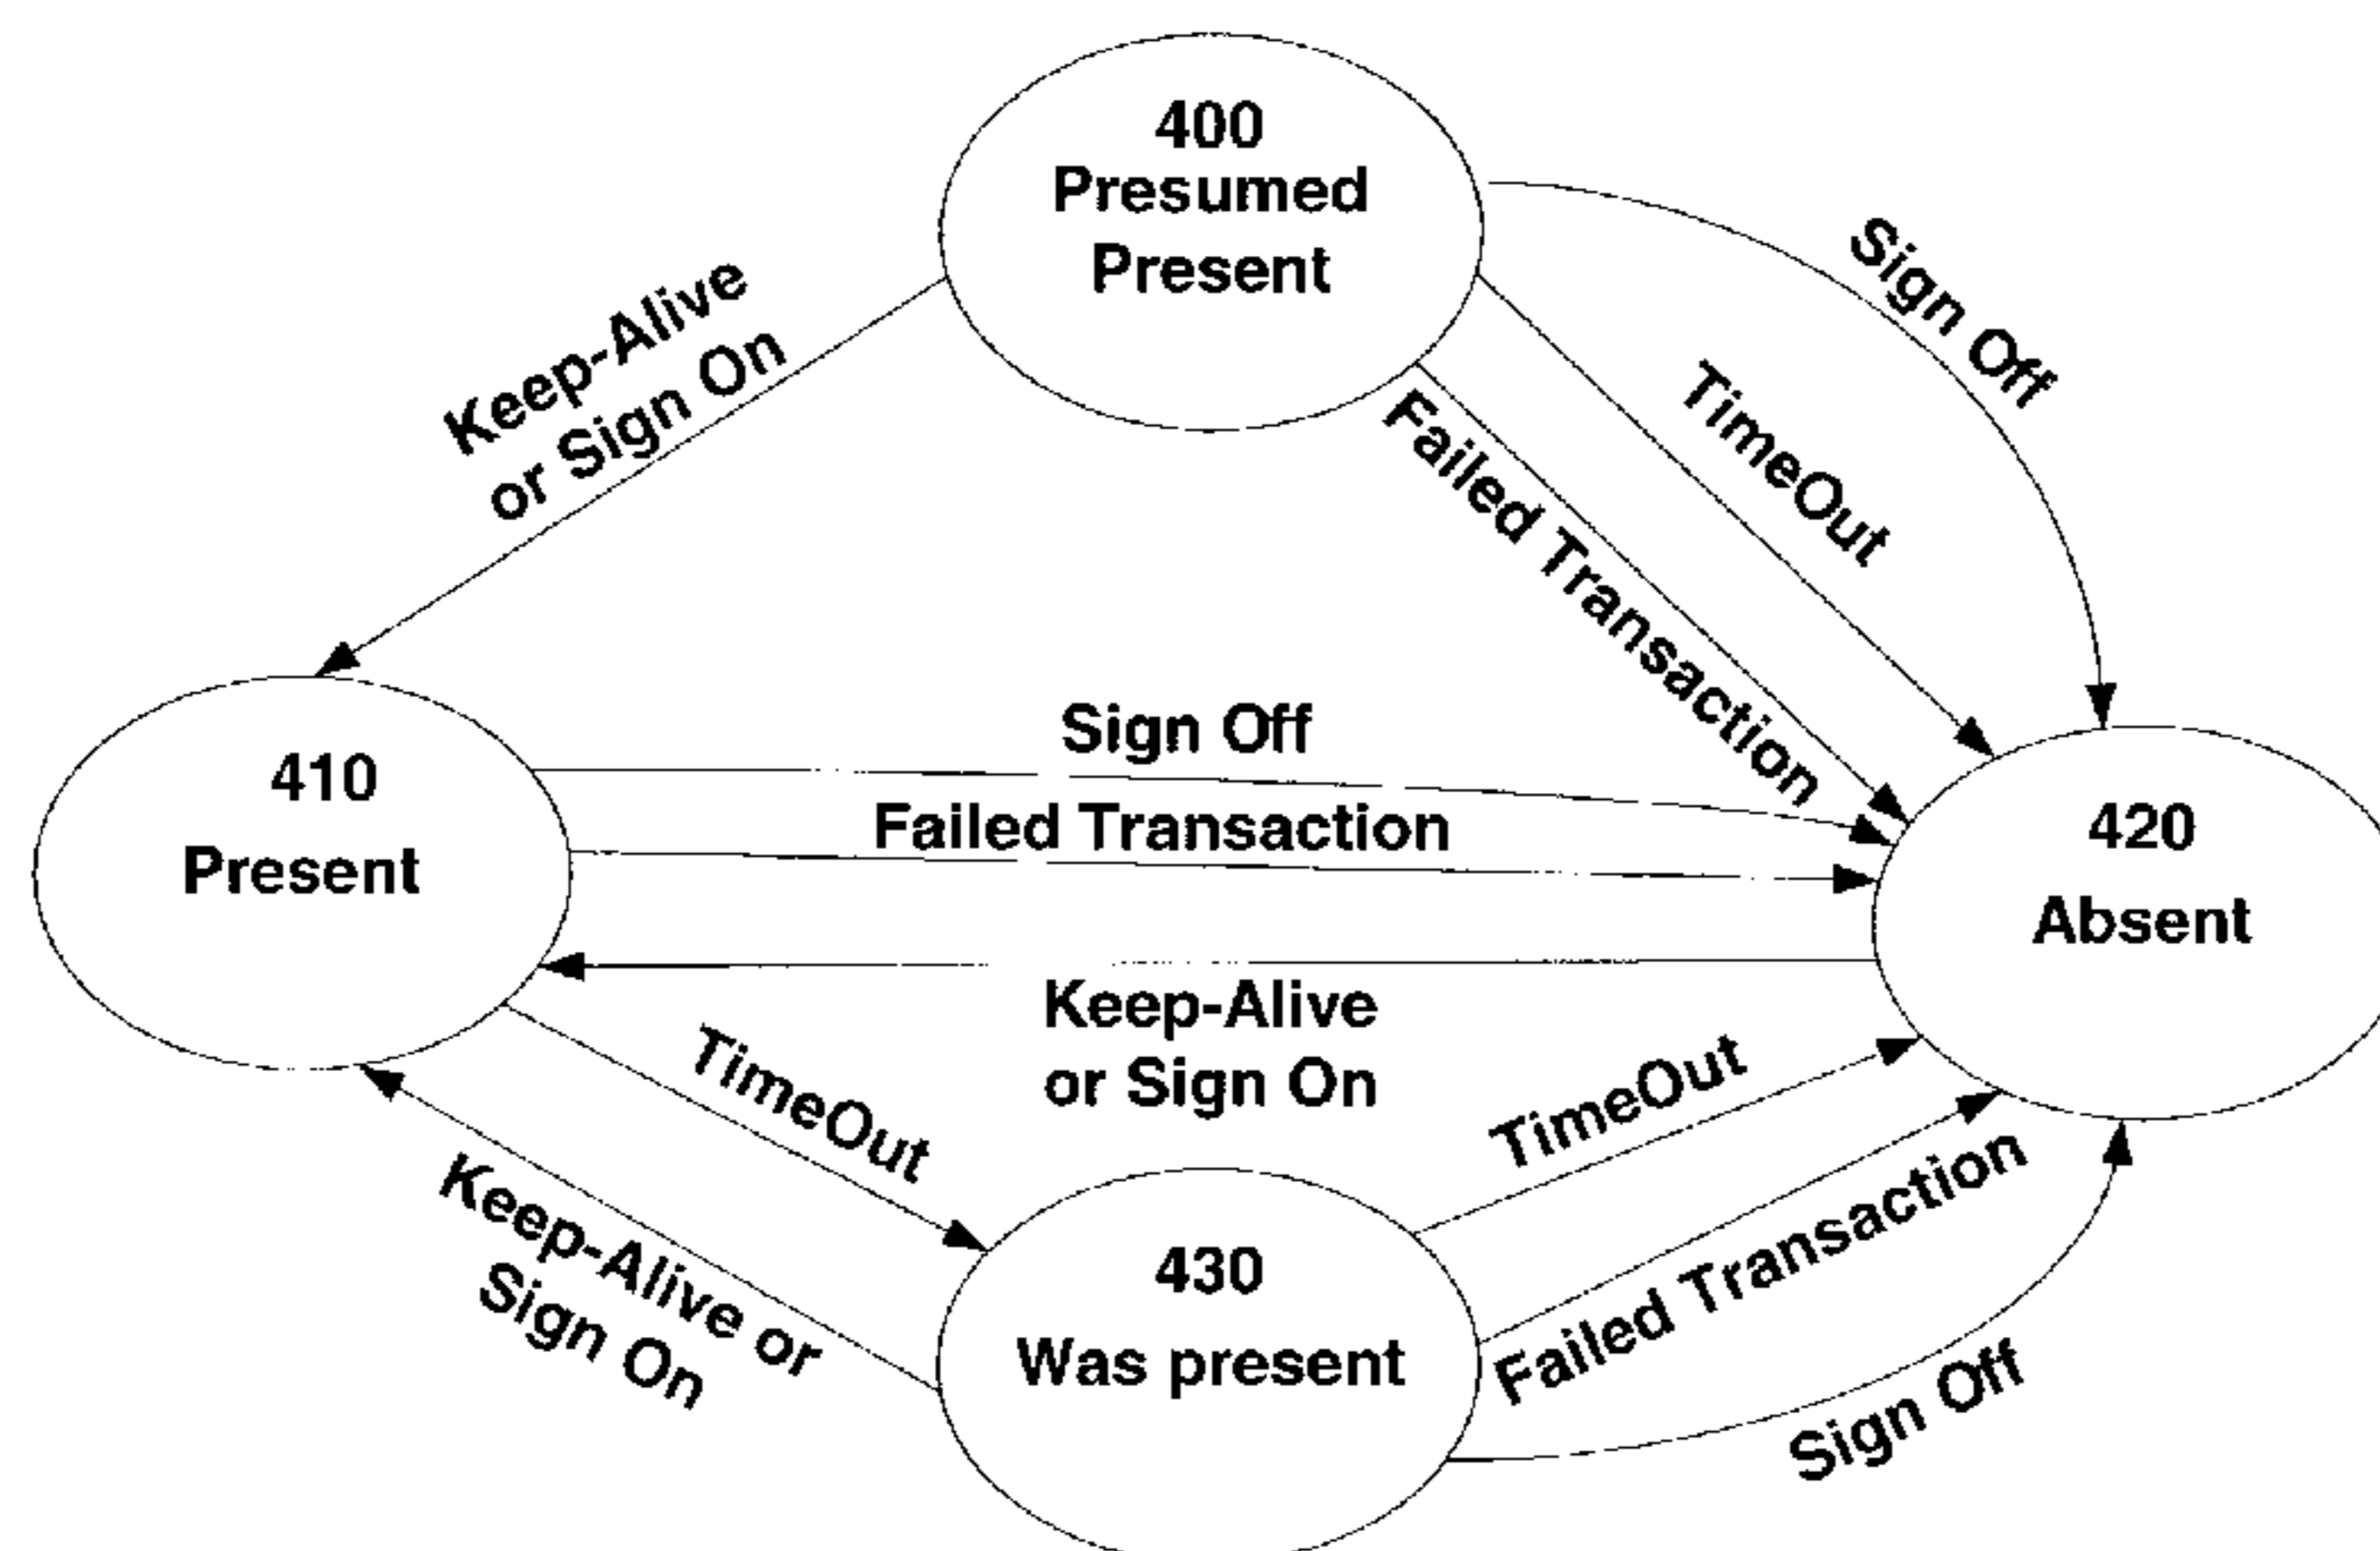 400
Presumed
Present
Sign Off
Keep-Alive
or Sign On
TimeOut
Failed Transaction
410
Present
Sign Off
Failed Transaction
420
Absent
Keep-Alive
or Sign On
TimeOut
TimeOut
Keep-Alive or
Sign On
430
Was present
Failed Transaction
Sign Off